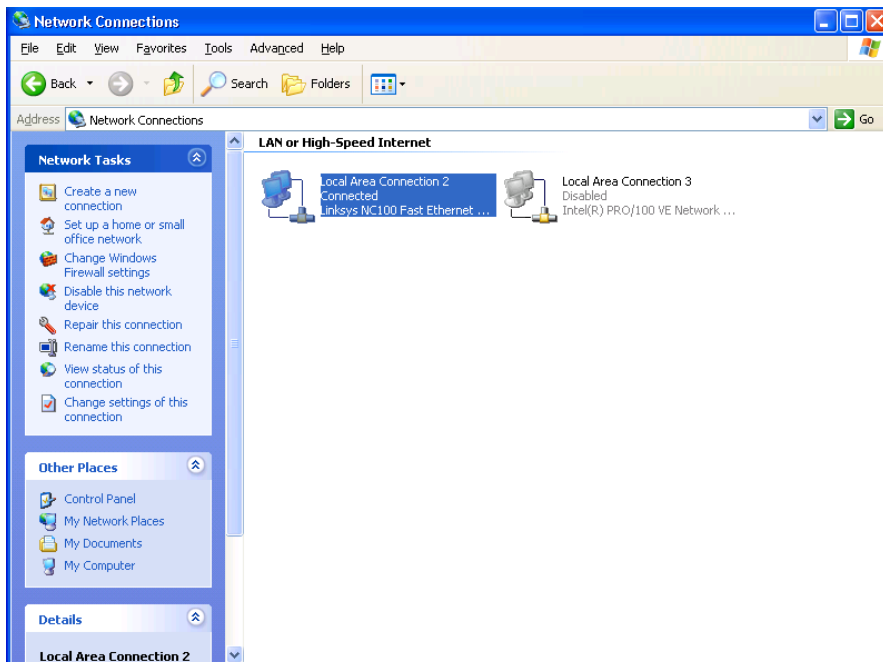 Network Connections
File Edit View Favorites Tools Advanced Help
Back Search Folders
Address Network Connections Go
Network Tasks
Create a new
connection
Set up a home or small
office network
Change Windows
Firewall settings
Disable this network
device
Repair this connection
Rename this connection
View status of this
connection
Change settings of this
connection
Other Places
Control Panel
My Network Places
My Documents
My Computer
Details
Local Area Connection 2
LAN or High-Speed Internet
Local Area Connection 2
Connected
Linksys NC100 Fast Ethernet ...
Local Area Connection 3
Disabled
Intel(R) PRO/100 VE Network ...